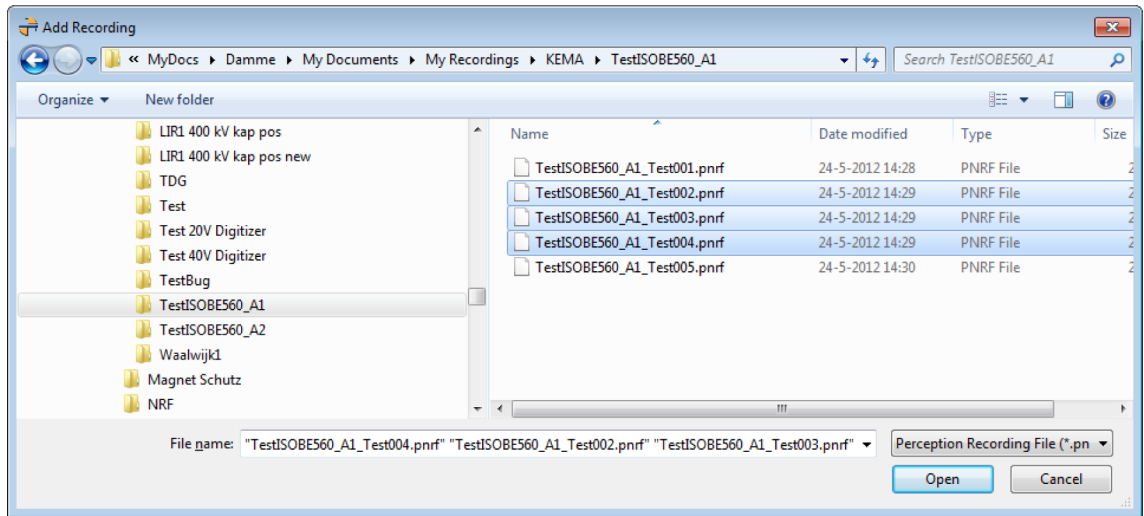 Add Recording
« MyDocs Damme My Documents My Recordings KEMA TestISOBE560_A1 Search TestISOBE560_A1
Organize New folder
LIR1 400 kV kap pos
LIR1 400 kV kap pos new
TDG
Test
Test 20V Digitizer
Test 40V Digitizer
TestBug
TestISOBE560_A1
TestISOBE560_A2
Waalwijk1
Magnet Schutz
NRF
Name Date modified Type Size
TestISOBE560_A1_Test001.pnrf 24-5-2012 14:28 PNRF File 2
TestISOBE560_A1_Test002.pnrf 24-5-2012 14:29 PNRF File 2
TestISOBE560_A1_Test003.pnrf 24-5-2012 14:29 PNRF File 2
TestISOBE560_A1_Test004.pnrf 24-5-2012 14:29 PNRF File 2
TestISOBE560_A1_Test005.pnrf 24-5-2012 14:30 PNRF File 2
File name: "TestISOBE560_A1_Test004.pnrf" "TestISOBE560_A1_Test002.pnrf" "TestISOBE560_A1_Test003.pnrf" Perception Recording File (*.pn
Open Cancel